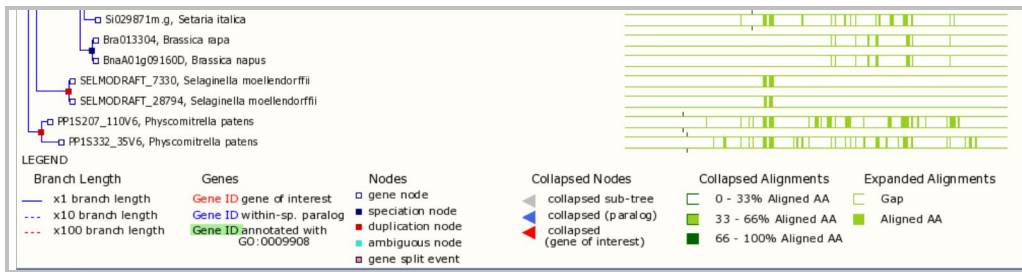 Si029871m.g, Setaria italica
Bra013304, Brassica rapa
BnaA01g09160D, Brassica napus
SELMODRAFT_7330, Selaginella moellendorffii
SELMODRAFT_28794, Selaginella moellendorffii
PP1S207_110V6, Physcomitrella patens
PP1S332_35V6, Physcomitrella patens
LEGEND
Branch Length
x1 branch length
x10 branch length
x100 branch length
Genes
Gene ID gene of interest
Gene ID within-sp. paralog
Gene ID annotated with
GO:0009908
Nodes
gene node
speciation node
duplication node
ambiguous node
gene split event
Collapsed Nodes
collapsed sub-tree
collapsed (paralog)
collapsed
(gene of interest)
Collapsed Alignments
0 - 33% Aligned AA
33 - 66% Aligned AA
66 - 100% Aligned AA
Expanded Alignments
Gap
Aligned AA